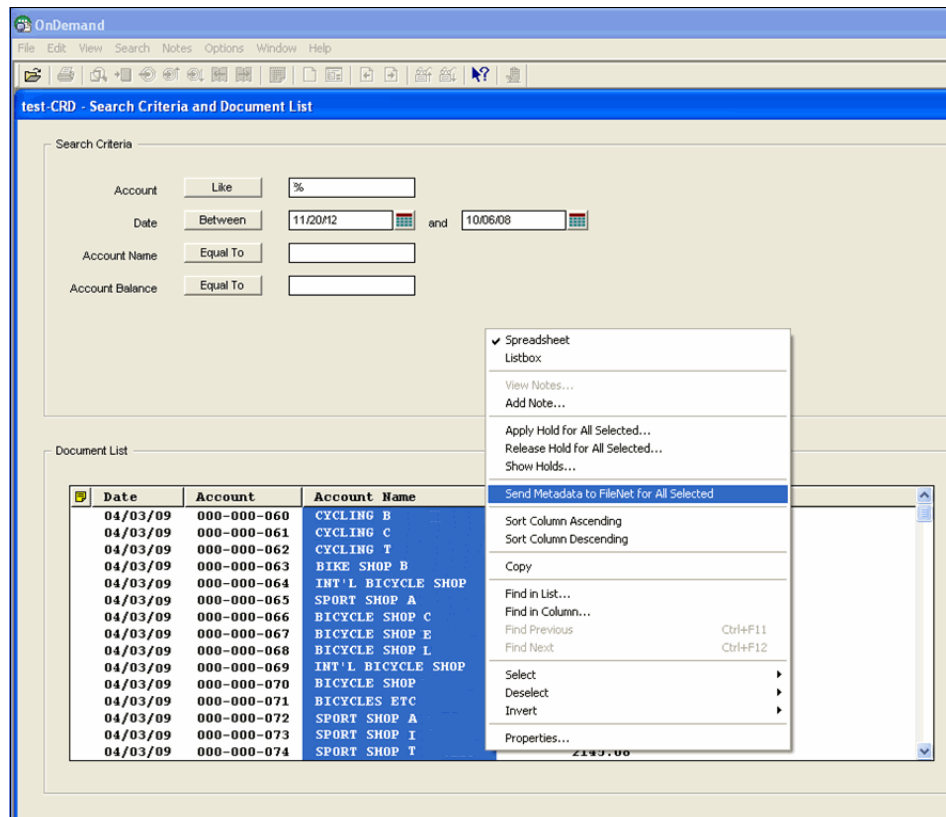 OnDemand
File Edit View Search Notes Options Window Help
test-CRD - Search Criteria and Document List
Search Criteria
Account Like %
Date Between 11/20/12 and 10/06/08
Account Name Equal To
Account Balance Equal To
Spreadsheet
Listbox
View Notes...
Add Note...
Apply Hold for All Selected...
Release Hold for All Selected...
Show Holds...
Send Metadata to FileNet for All Selected
Sort Column Ascending
Sort Column Descending
Copy
Find in List...
Find in Column...
Find Previous Ctrl+F11
Find Next Ctrl+F12
Select
Deselect
Invert
Properties...
Document List
Date Account Account Name
04/03/09 000-000-060 CYCLING B
04/03/09 000-000-061 CYCLING C
04/03/09 000-000-062 CYCLING T
04/03/09 000-000-063 BIKE SHOP B
04/03/09 000-000-064 INT'L BICYCLE SHOP
04/03/09 000-000-065 SPORT SHOP A
04/03/09 000-000-066 BICYCLE SHOP C
04/03/09 000-000-067 BICYCLE SHOP E
04/03/09 000-000-068 BICYCLE SHOP L
04/03/09 000-000-069 INT'L BICYCLE SHOP
04/03/09 000-000-070 BICYCLE SHOP
04/03/09 000-000-071 BICYCLES ETC
04/03/09 000-000-072 SPORT SHOP A
04/03/09 000-000-073 SPORT SHOP I
04/03/09 000-000-074 SPORT SHOP T